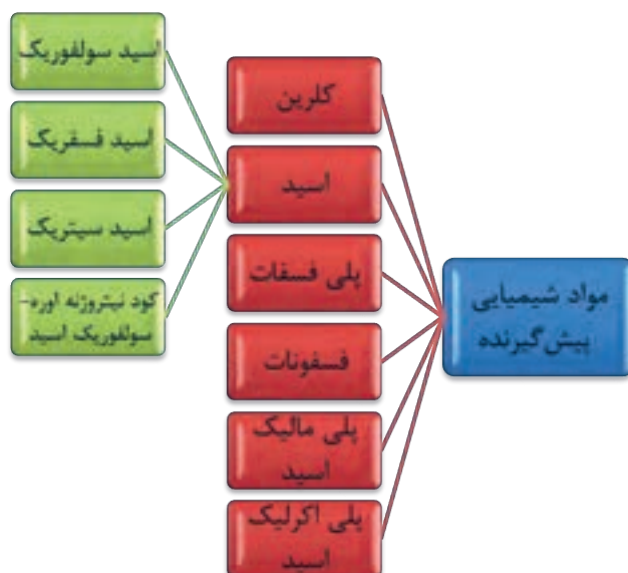 مواد شیمیایی
پیش‌گیرنده
کلرین
اسید
پلی فسفات
فسفونات
پلی مالیک
اسید
پلی اکرلیک
اسید
اسید سولفوریک
اسید فسفریک
اسید سیتریک
کود نیتروژنه اوره-
سولفوریک اسید